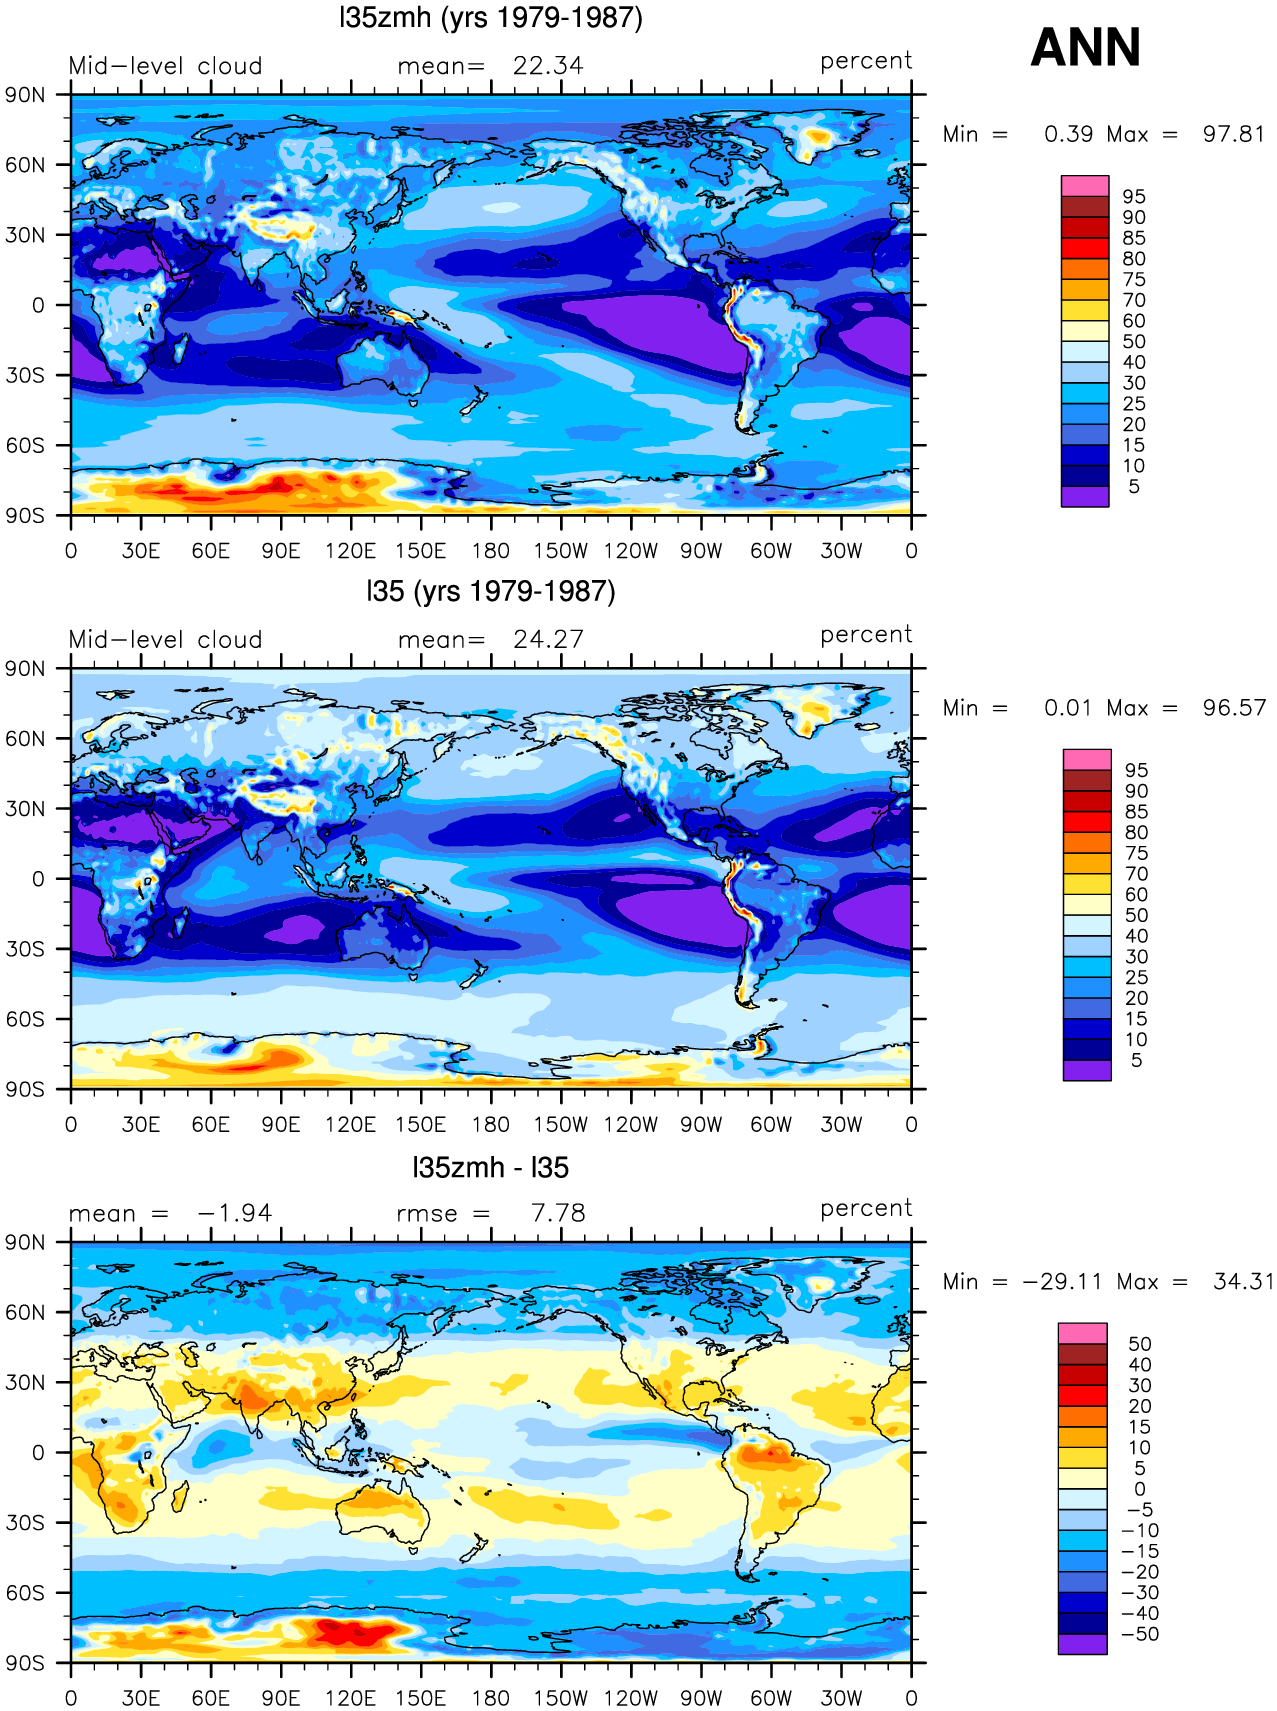 l35zmh (yrs 1979-1987)
ANN
Mid-level cloud mean= 22.34 percent
Min = 0.39 Max = 97.81
90N
60N
30N
0
30S
60S
90S
0 30E 60E 90E 120E 150E 180 150W 120W 90W 60W 30W 0
95
90
85
80
75
70
60
50
40
30
25
20
15
10
5
l35 (yrs 1979-1987)
Mid-level cloud mean= 24.27 percent
Min = 0.01 Max = 96.57
90N
60N
30N
0
30S
60S
90S
0 30E 60E 90E 120E 150E 180 150W 120W 90W 60W 30W 0
95
90
85
80
75
70
60
50
40
30
25
20
15
10
5
l35zmh - l35
mean = -1.94 rmse = 7.78 percent
Min = -29.11 Max = 34.31
90N
60N
30N
0
30S
60S
90S
0 30E 60E 90E 120E 150E 180 150W 120W 90W 60W 30W 0
50
40
30
20
15
10
5
0
-5
-10
-15
-20
-30
-40
-50